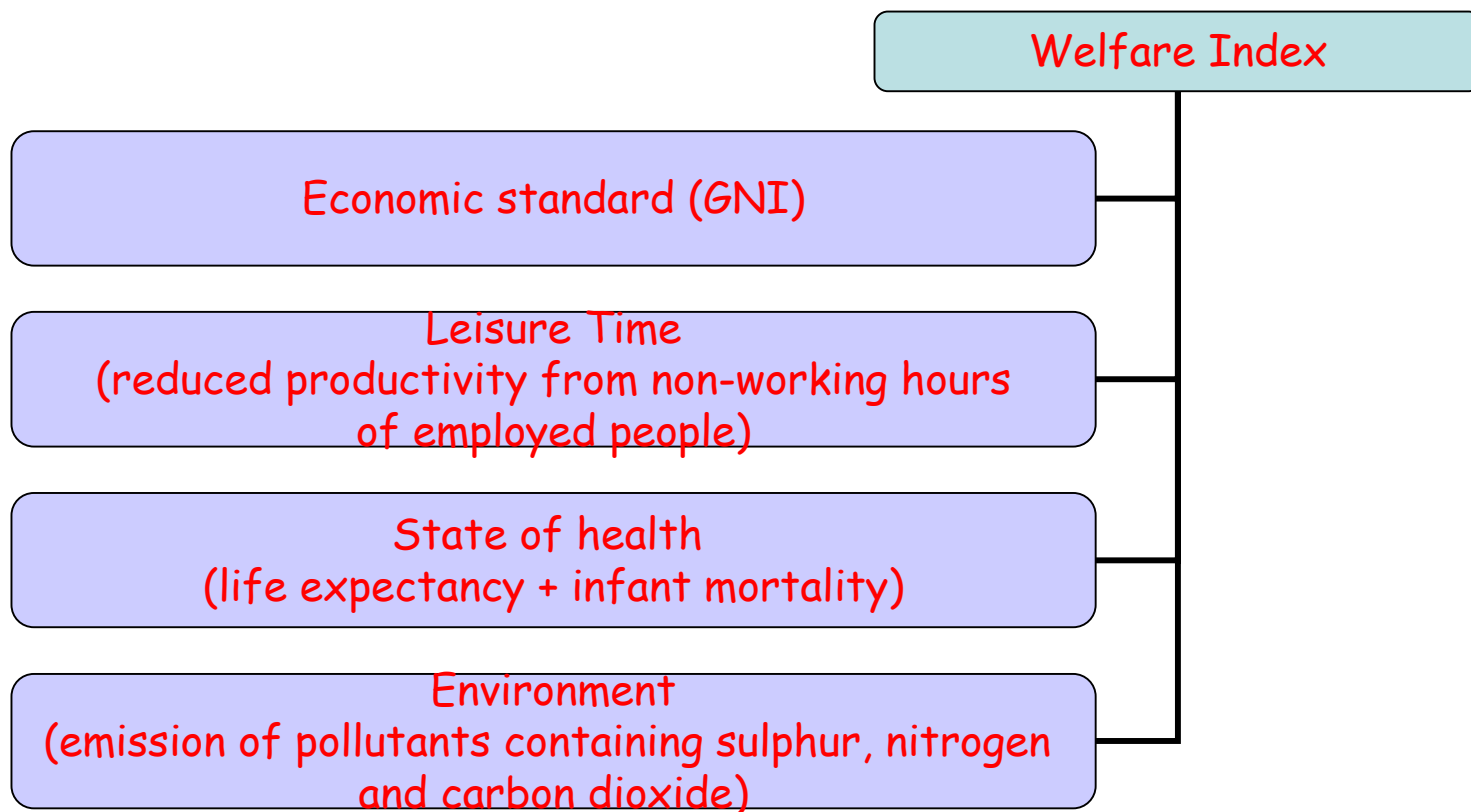 Welfare Index
Economic standard (GNI)
Leisure Time
(reduced productivity from non-working hours
of employed people)
State of health
(life expectancy + infant mortality)
Environment
(emission of pollutants containing sulphur, nitrogen
and carbon dioxide)